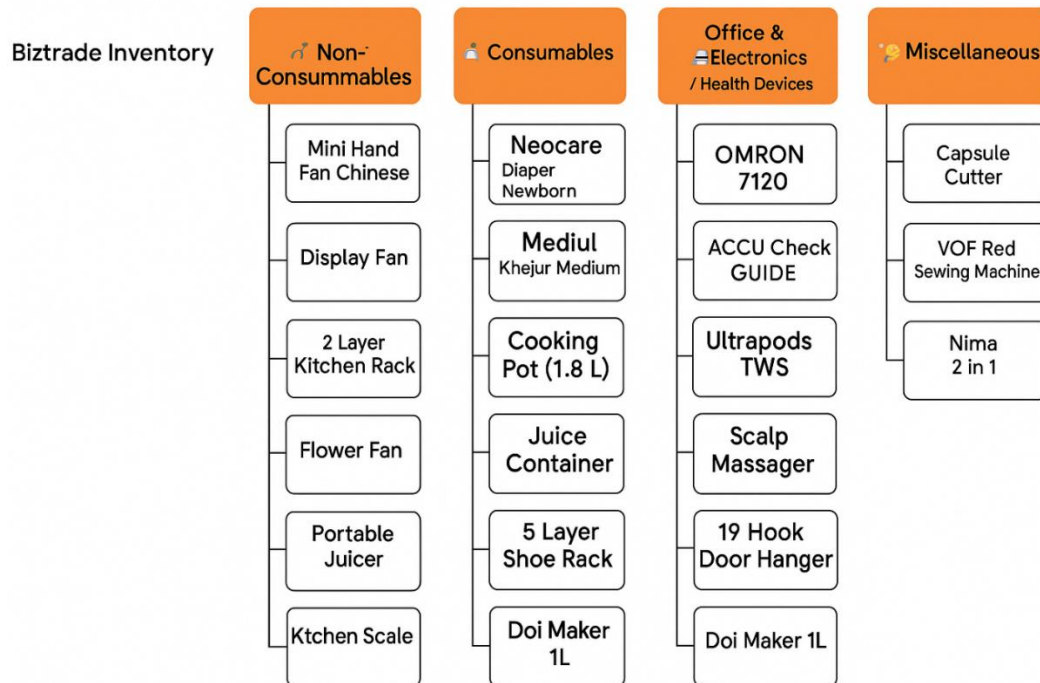 Biztrade Inventory
Non-
Consummables
Mini Hand
Fan Chinese
Display Fan
2 Layer
Kitchen Rack
Flower Fan
Portable
Juicer
Ktchen Scale
Consumables
Neocare
Diaper
Newborn
Mediul
Khejur Medium
Cooking
Pot (1.8 L)
Juice
Container
5 Layer
Shoe Rack
Doi Maker
1L
Office &
Electronics
/ Health Devices
OMRON
7120
ACCU Check
GUIDE
Ultrapods
TWS
Scalp
Massager
19 Hook
Door Hanger
Doi Maker 1L
Miscellaneous
Capsule
Cutter
VOF Red
Sewing Machine
Nima
2 in 1